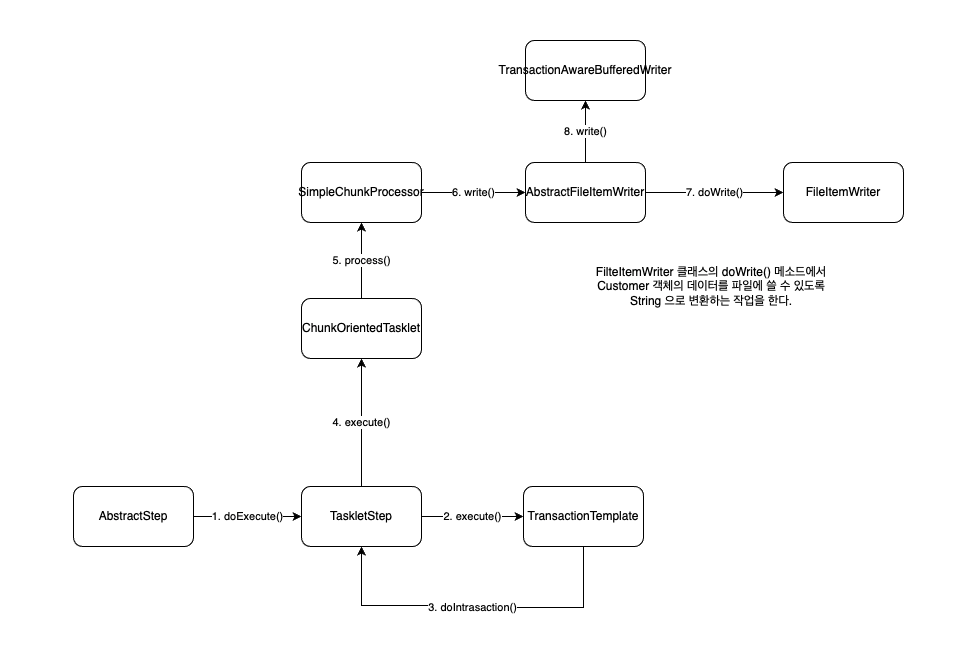 TransactionAwareBufferedWriter
8. write()
SimpleChunkProcessor
6. write()
AbstractFileItemWriter
7. doWrite()
FileItemWriter
5. process()
FilteItemWriter 클래스의 doWrite() 메소드에서
Customer 객체의 데이터를 파일에 쓸 수 있도록
String 으로 변환하는 작업을 한다.
ChunkOrientedTasklet
4. execute()
AbstractStep
1. doExecute()
TaskletStep
2. execute()
TransactionTemplate
3. doIntrasaction()